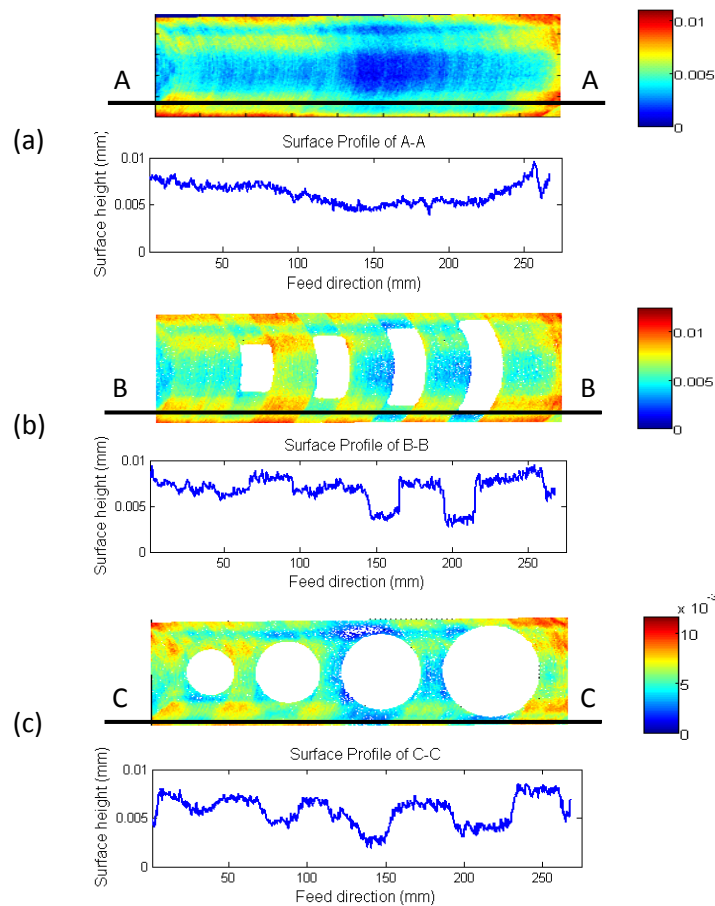 0.01
0.005
0
A A
(a)
Surface Profile of A-A
Surface height (mm)
0.01
0.005
0
50 100 150 200 250
Feed direction (mm)
0.01
0.005
0
B B
(b)
Surface Profile of B-B
Surface height (mm)
0.01
0.005
0
50 100 150 200 250
Feed direction (mm)
x 10
10
5
0
C C
(c)
Surface Profile of C-C
Surface height (mm)
0.01
0.005
0
50 100 150 200 250
Feed direction (mm)